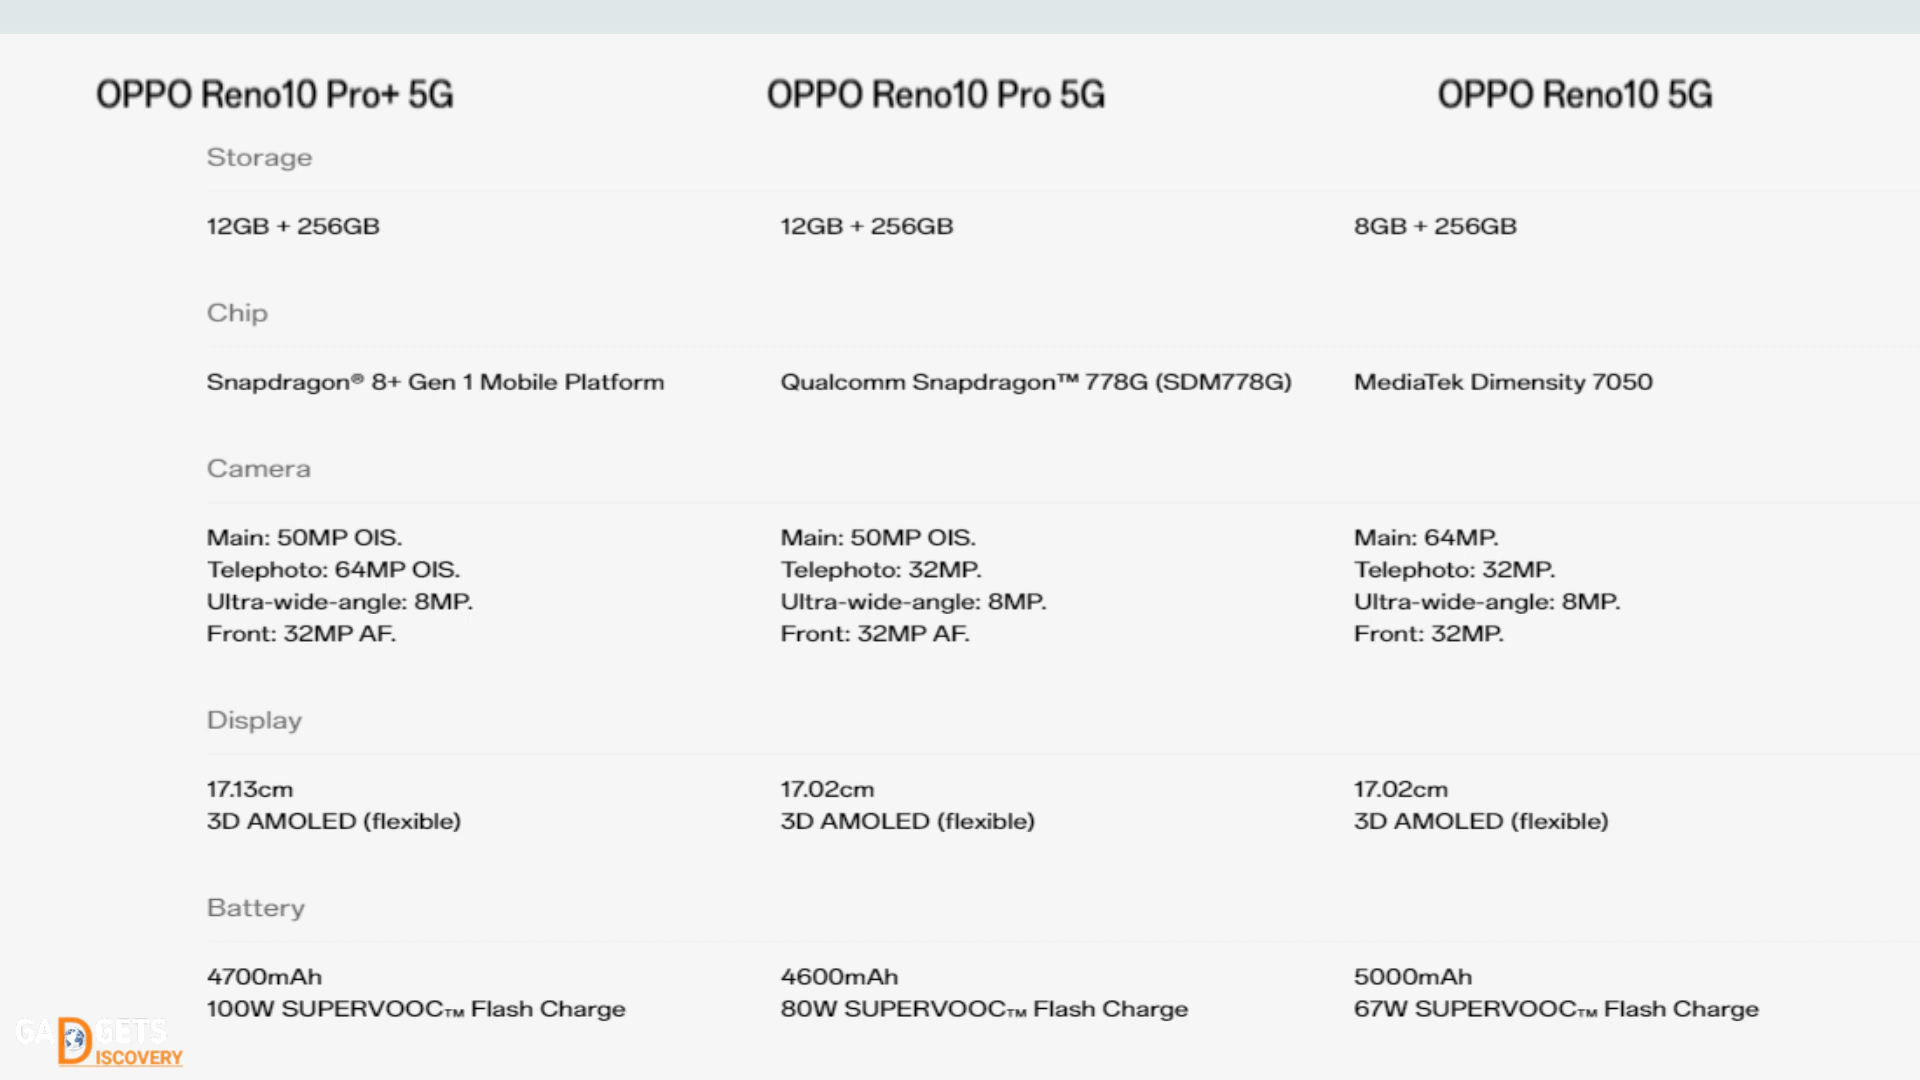 OPPO Reno10 Pro+ 5G OPPO Reno10 Pro 5G OPPO Reno10 5G
Storage
12GB + 256GB 12GB + 256GB 8GB + 256GB
Chip
Snapdragon® 8+ Gen 1 Mobile Platform Qualcomm Snapdragon™ 778G (SDM778G) MediaTek Dimensity 7050
Camera
Main: 50MP OIS. Main: 50MP OIS. Main: 64MP.
Telephoto: 64MP OIS. Telephoto: 32MP. Telephoto: 32MP.
Ultra-wide-angle: 8MP. Ultra-wide-angle: 8MP. Ultra-wide-angle: 8MP.
Front: 32MP AF. Front: 32MP AF. Front: 32MP.
Display
17.13cm 17.02cm 17.02cm
3D AMOLED (flexible) 3D AMOLED (flexible) 3D AMOLED (flexible)
Battery
4700mAh 4600mAh 5000mAh
100W SUPERVOOC™ Flash Charge 80W SUPERVOOC™ Flash Charge 67W SUPERVOOC™ Flash Charge
GADGETS
DISCOVERY